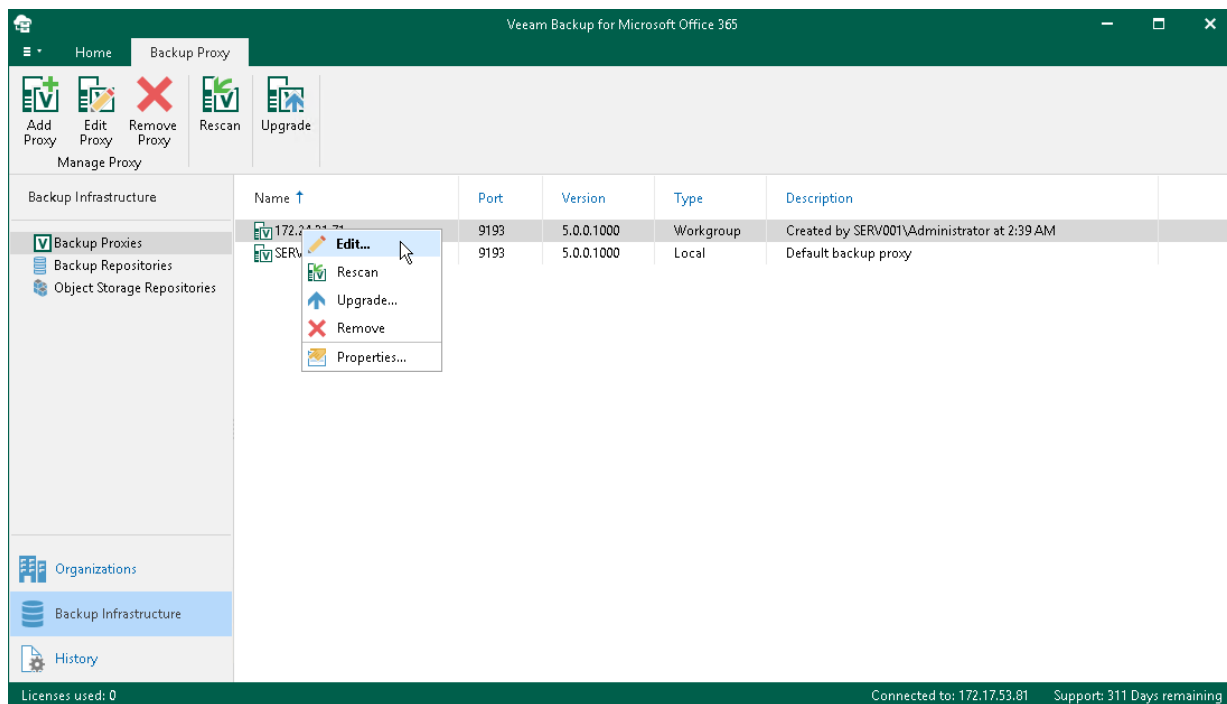 Veeam Backup for Microsoft Office 365
Home Backup Proxy
Add Proxy
Edit Proxy
Remove Proxy
Rescan
Upgrade
Manage Proxy
Backup Infrastructure
Backup Proxies
Backup Repositories
Object Storage Repositories
Name Port Version Type Description
9193 5.0.0.1000 Workgroup Created by SERV001\Administrator at 2:39 AM
9193 5.0.0.1000 Local Default backup proxy
Edit...
Rescan
Upgrade...
Remove
Properties...
Organizations
Backup Infrastructure
History
Licenses used: 0 Connected to: 172.17.53.81 Support: 311 Days remaining